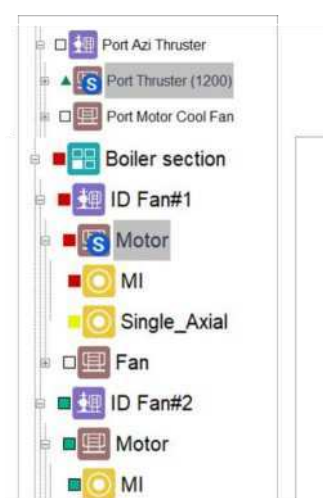 Port Azi Thruster
S Port Thruster (1200)
Port Motor Cool Fan
Boiler section
ID Fan#1
S Motor
MI
Single_Axial
Fan
ID Fan#2
Motor
MI